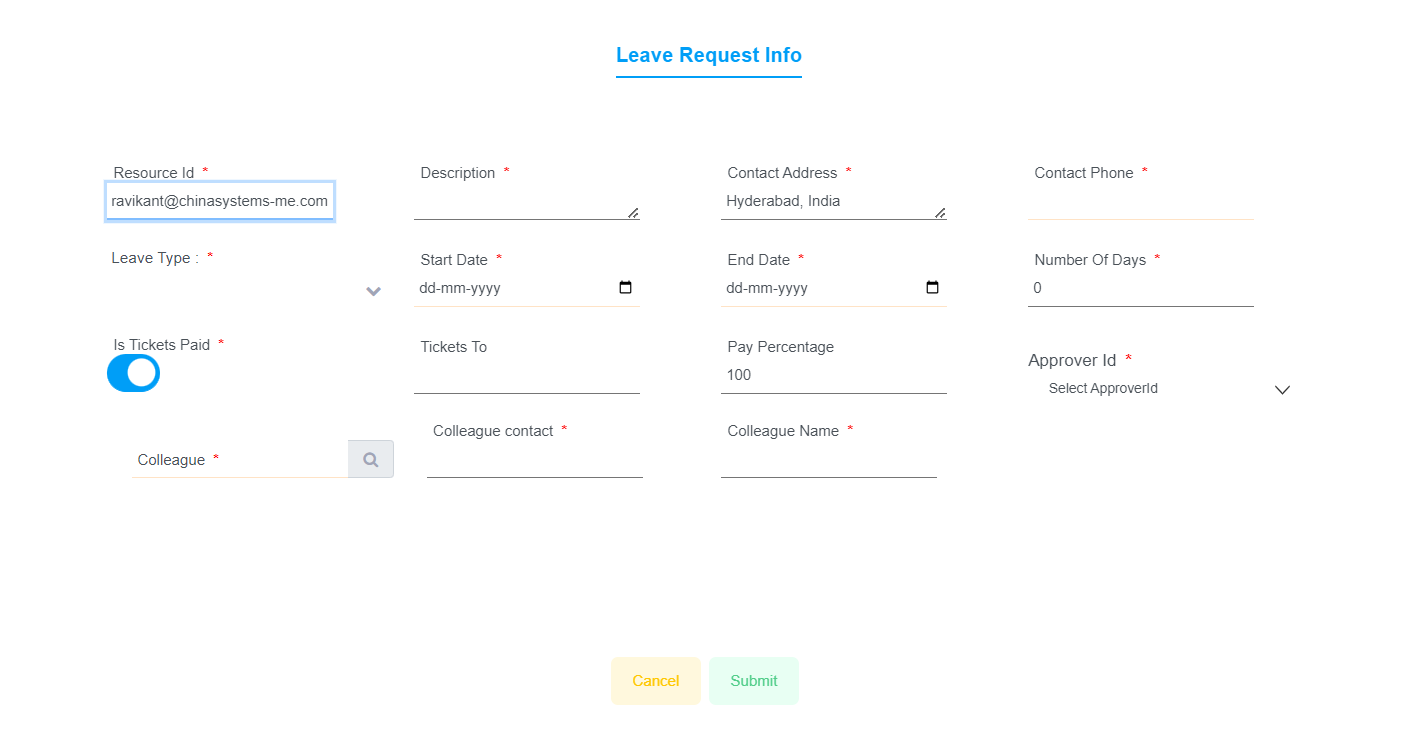 Leave Request Info
Resource Id * Description * Contact Address * Contact Phone *
ravikant@chinasystems-me.com Hyderabad, India
Leave Type : * Start Date * End Date * Number Of Days *
dd-mm-yyyy dd-mm-yyyy 0
Is Tickets Paid * Tickets To Pay Percentage Approver Id *
100 Select ApproverId
Colleague contact * Colleague Name *
Colleague *
Cancel Submit